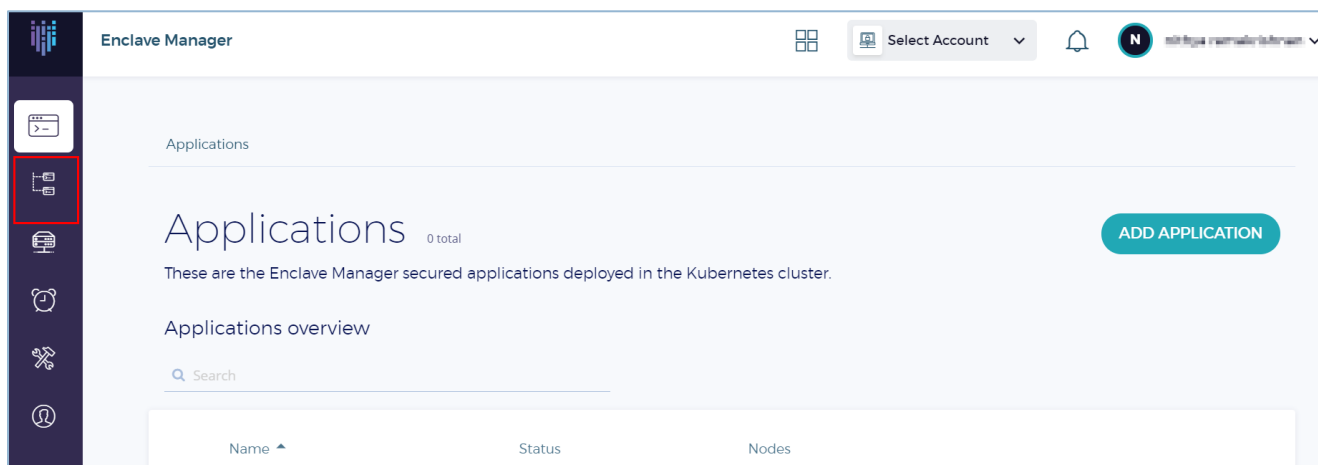 Enclave Manager
Select Account
N
Applications
Applications 0 total
ADD APPLICATION
These are the Enclave Manager secured applications deployed in the Kubernetes cluster.
Applications overview
Search
Name Status Nodes